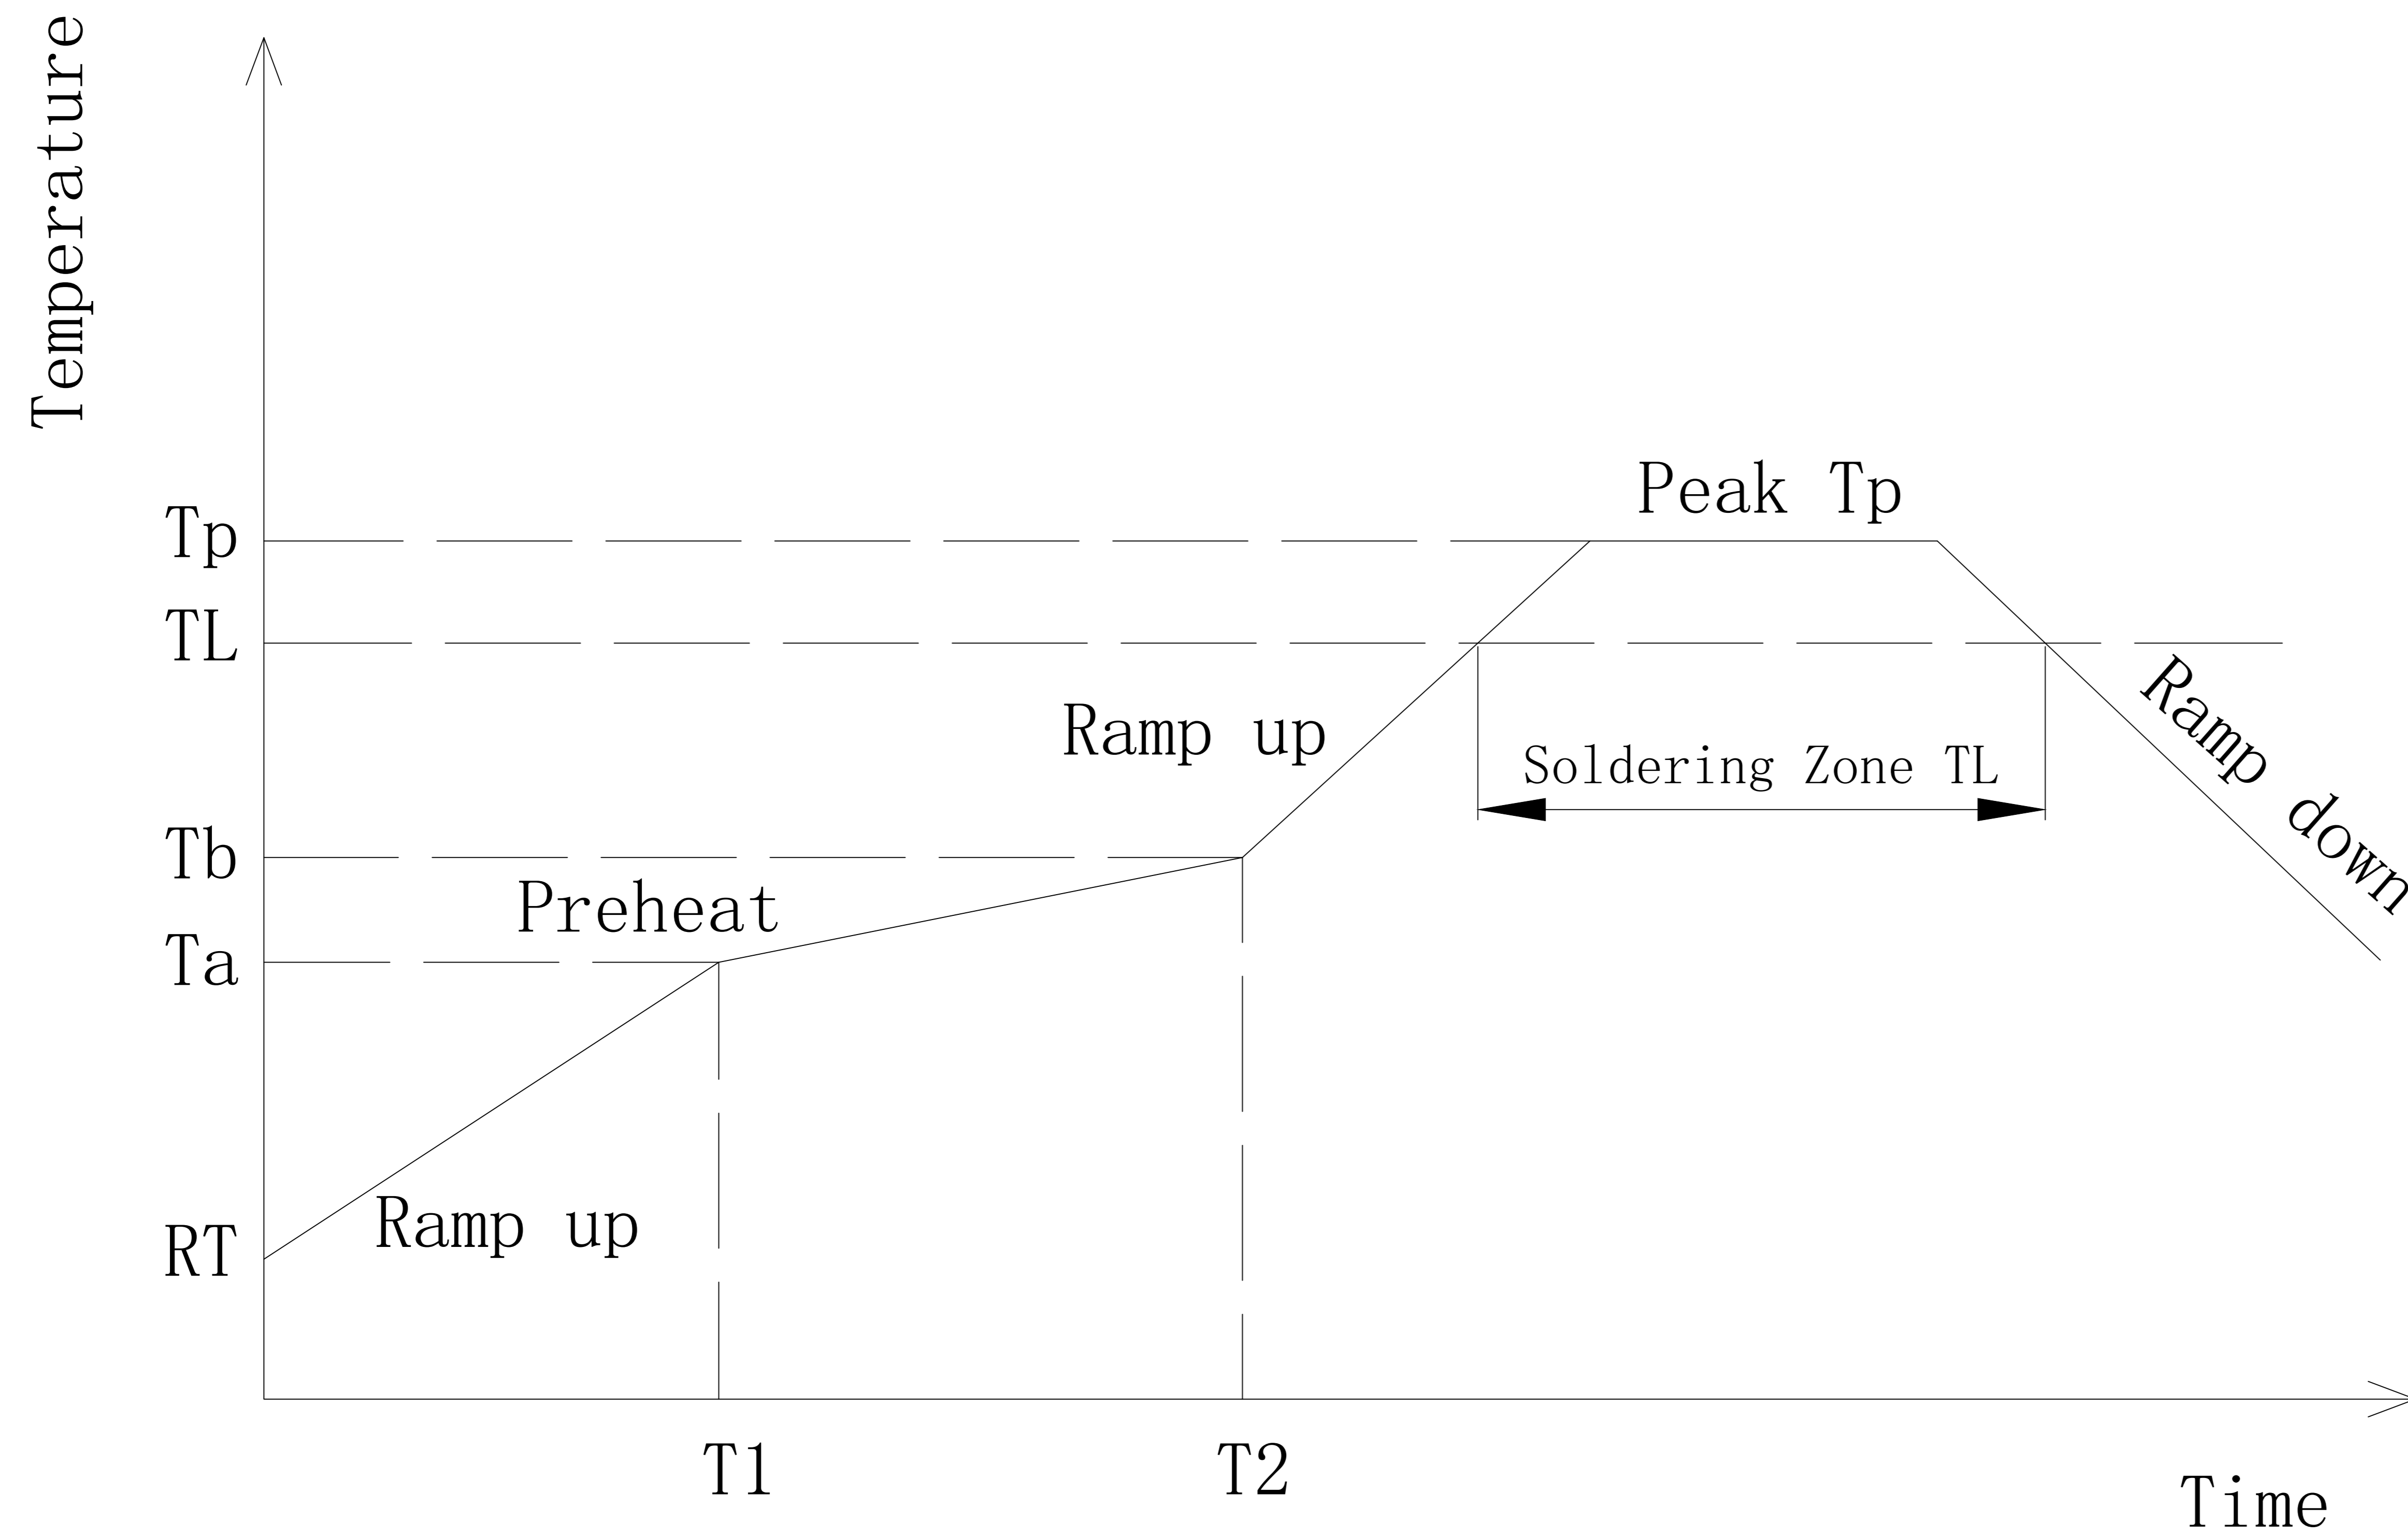 Temperature
Peak Tp
Tp
TL
Ramp up
Ramp down
Soldering Zone TL
Tb
Preheat
Ta
Ramp up
RT
T1
T2
Time